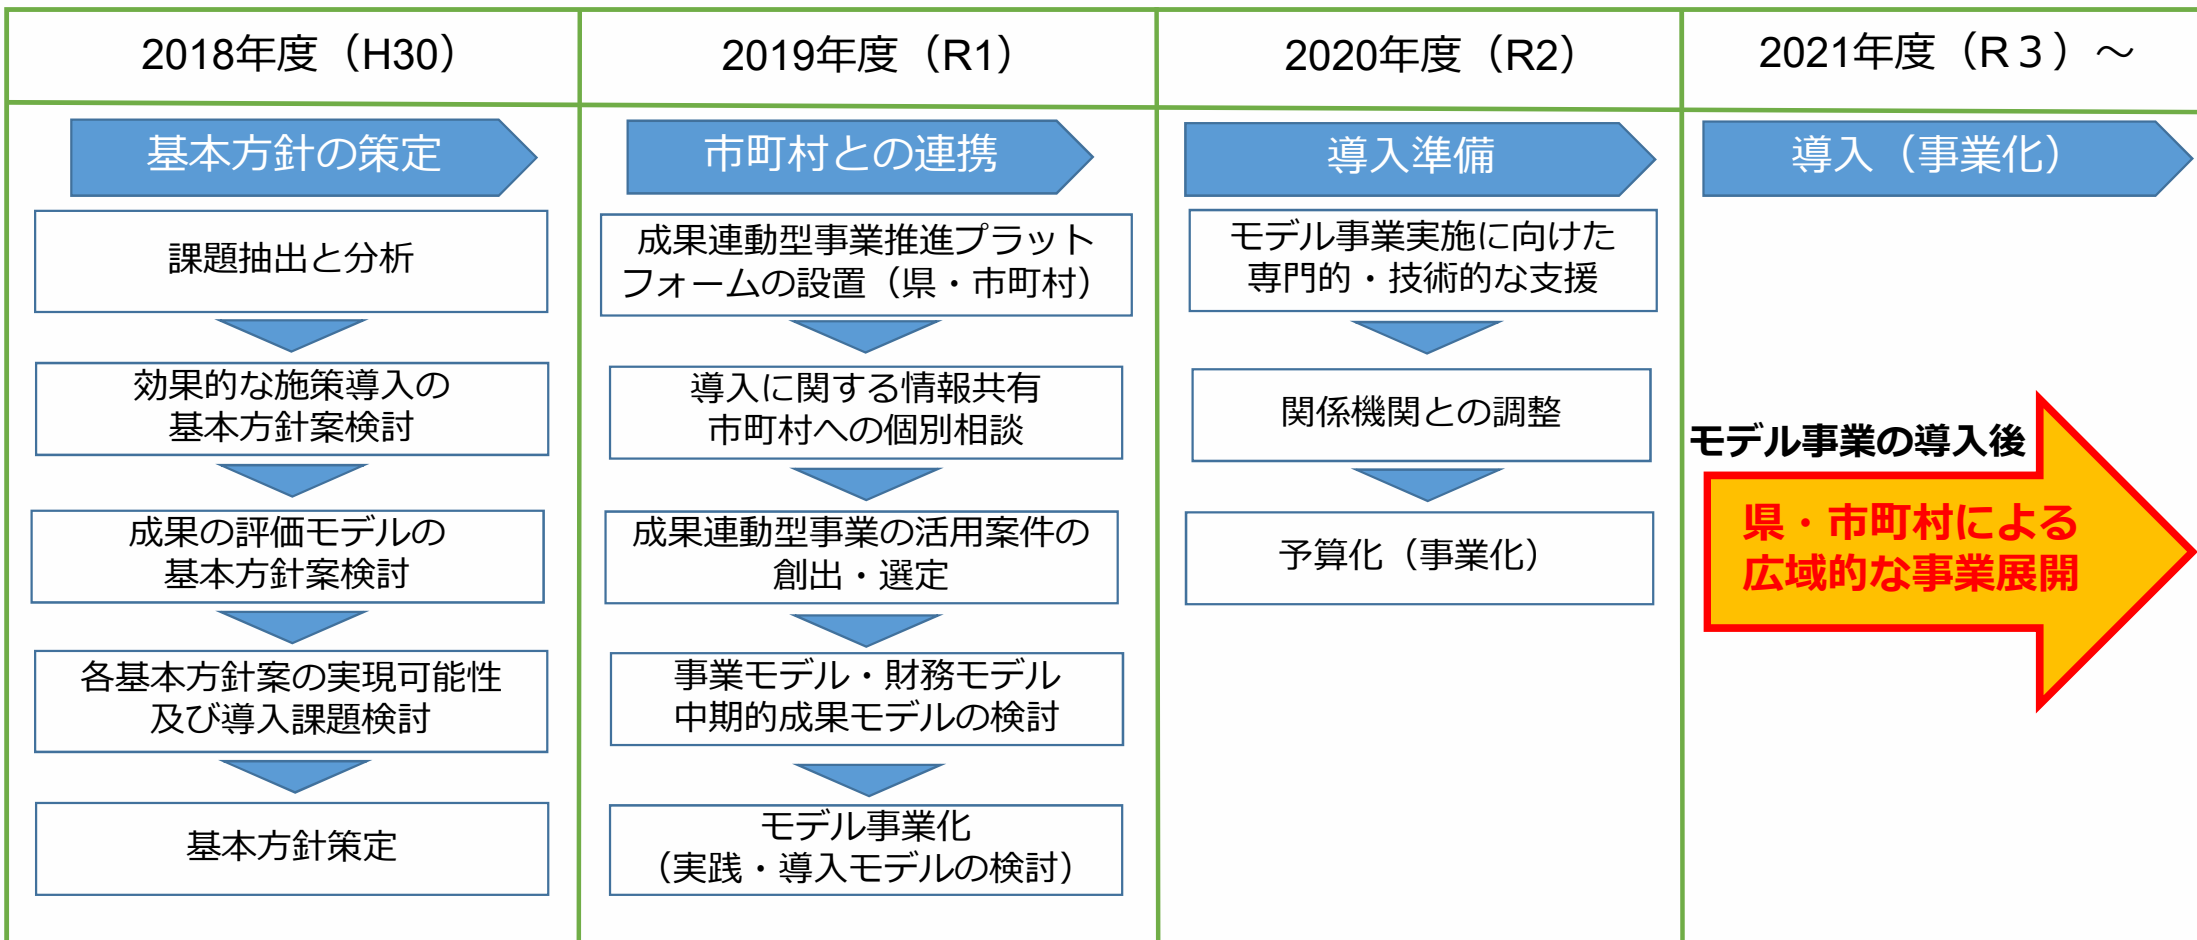 2018年度（H30）
2019年度（R1）
2020年度（R2）
2021年度（R３）～
基本方針の策定
課題抽出と分析
効果的な施策導入の
基本方針案検討
成果の評価モデルの
基本方針案検討
各基本方針案の実現可能性
及び導入課題検討
基本方針策定
市町村との連携
成果連動型事業推進プラット
フォームの設置（県・市町村）
導入に関する情報共有
市町村への個別相談
成果連動型事業の活用案件の
創出・選定
事業モデル・財務モデル
中期的成果モデルの検討
モデル事業化
（実践・導入モデルの検討）
導入準備
モデル事業実施に向けた
専門的・技術的な支援
関係機関との調整
予算化（事業化）
導入（事業化）
モデル事業の導入後
県・市町村による
広域的な事業展開